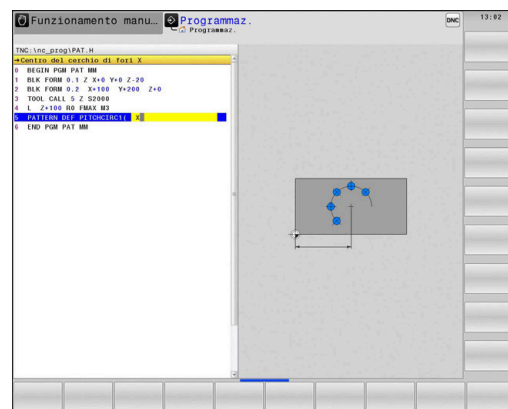 Funzionamento manu…
Programmaz.
Programmaz.
DNC
13:02
TNC:\nc_prog\PAT.H
→Centro del cerchio di fori X
0 BEGIN PGM PAT MM
1 BLK FORM 0.1 Z X+0 Y+0 Z-20
2 BLK FORM 0.2 X+100 Y+200 Z+0
3 TOOL CALL 5 Z S2000
4 L Z+100 R0 FMAX M3
5 PATTERN DEF PITCHCIRC1( X
6 END PGM PAT MM